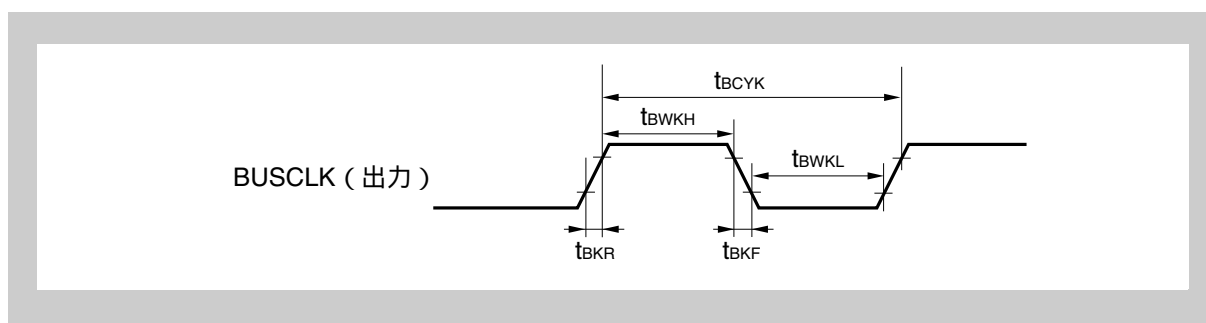 tBCYK
tBWKH
tBWKL
BUSCLK（出力）
tBKR
tBKF